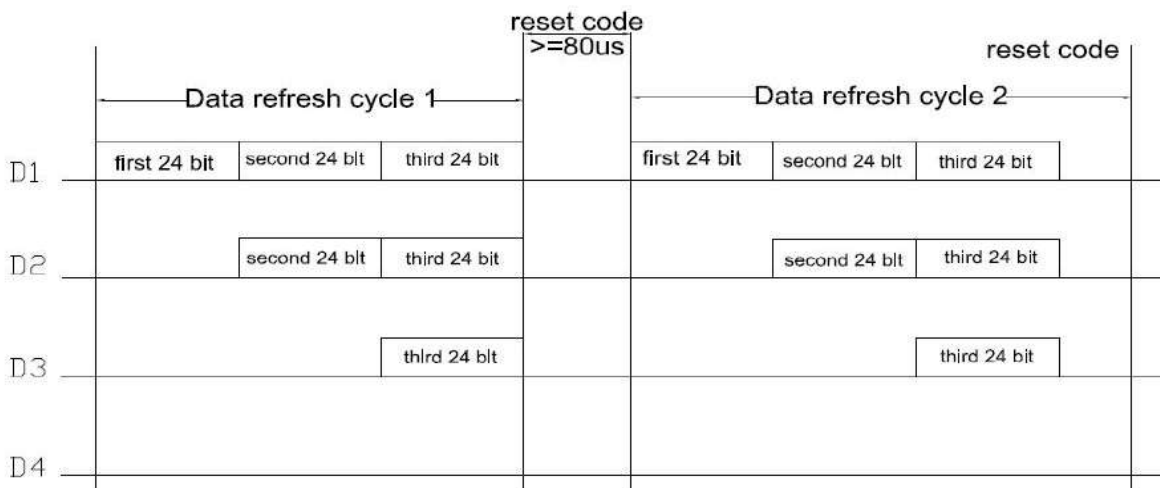 reset code
>=80us
reset code
Data refresh cycle 1
Data refresh cycle 2
D1 first 24 bit second 24 blt third 24 bit first 24 bit second 24 blt third 24 bit
D2 second 24 blt third 24 bit second 24 blt third 24 bit
D3 thlrd 24 blt third 24 bit
D4